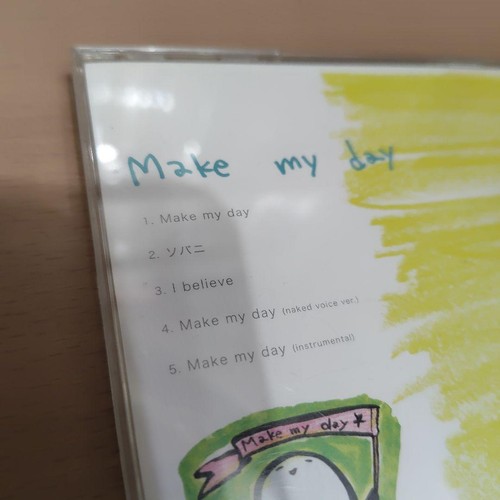 Make my day
1. Make my day
2. ソバニ
3. I believe
4. Make my day (naked voice ver.)
5. Make my day (instrumental)
Make my day